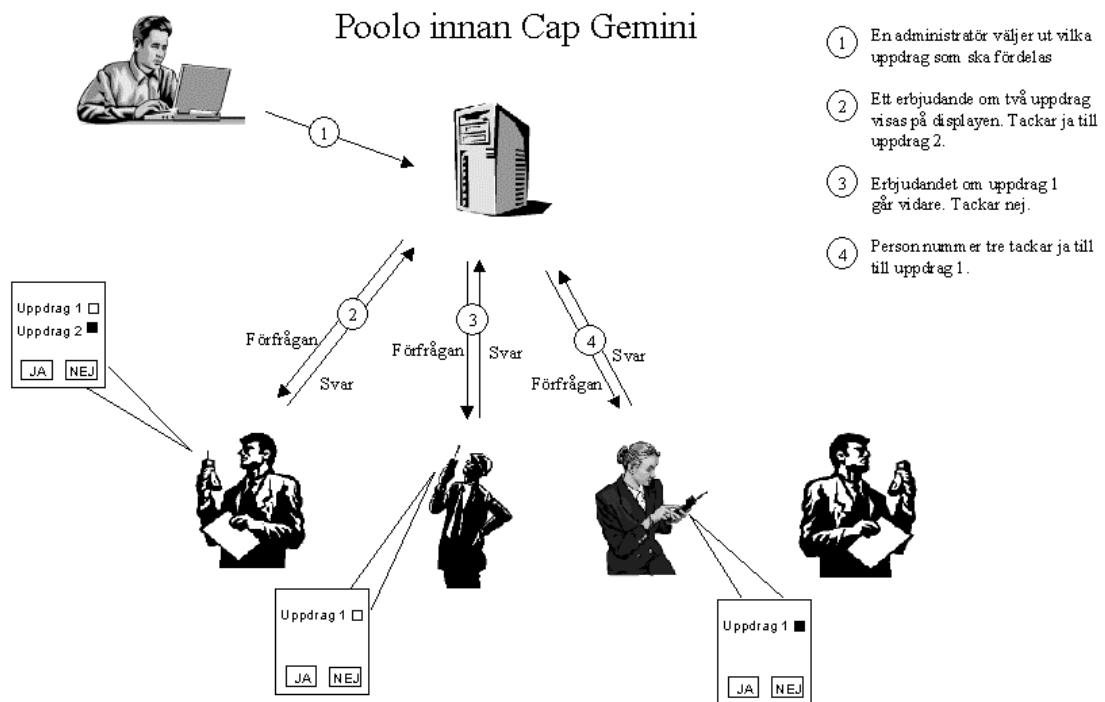 Poolo innan Cap Gemini
1
En administratör väljer ut vilka
uppdrag som ska fördelas
2
Ett erbjudande om två uppdrag
visas på displayen. Tackar ja till
uppdrag 2.
3
Erbjudandet om uppdrag 1
går vidare. Tackar nej.
4
Person nummer tre tackar ja till
till uppdrag 1.
1
2
Förfrågan
Svar
3
Förfrågan
Svar
4
Svar
Förfrågan
Uppdrag 1
Uppdrag 2
JA NEJ
Uppdrag 1
JA NEJ
Uppdrag 1
JA NEJ